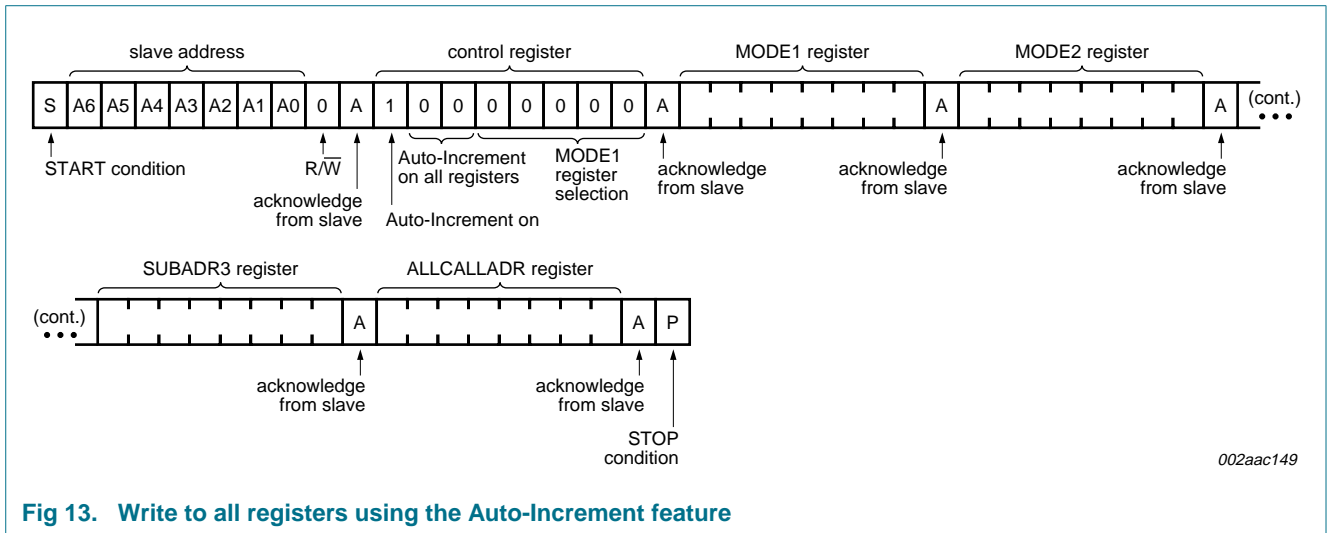 slave address control register MODE1 register MODE2 register
S A6 A5 A4 A3 A2 A1 A0 0 A 1 0 0 0 0 0 0 0 A A A (cont.)
START condition
R/W̅
acknowledge
from slave
Auto-Increment
on all registers
Auto-Increment on
MODE1
register
selection
acknowledge
from slave
acknowledge
from slave
acknowledge
from slave
SUBADR3 register ALLCALLADR register
(cont.) A A P
acknowledge
from slave
acknowledge
from slave
STOP
condition
002aac149
Fig 13. Write to all registers using the Auto-Increment feature